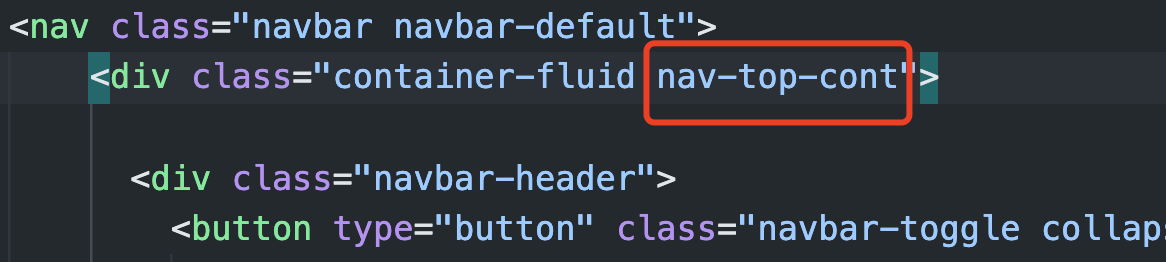 <nav class="navbar navbar-default">
<div class="container-fluid nav-top-cont">
<div class="navbar-header">
<button type="button" class="navbar-toggle collaps